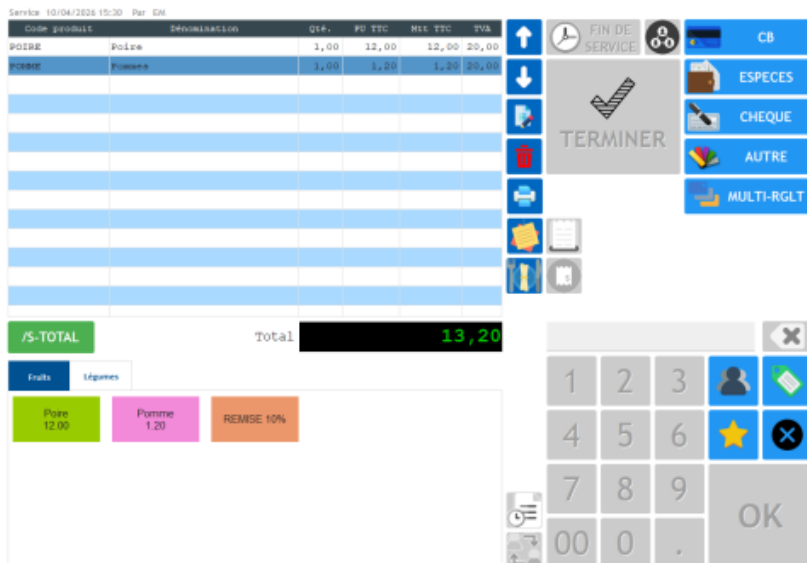 Service 10/04/2026 15:30 Par EM
Code produit Dénomination Qté. PU TTC Mtt TTC TVA
POIRE Poire 1,00 12,00 12,00 20,00
POMME Pommes 1,00 1,20 1,20 20,00
FIN DE
SERVICE
TERMINER
CB
ESPECES
CHEQUE
AUTRE
MULTI-RGLT
/S-TOTAL
Total 13,20
Fruits Légumes
Poire
12.00
Pomme
1.20
REMISE 10%
1 2 3
4 5 6
7 8 9
00 0 .
OK